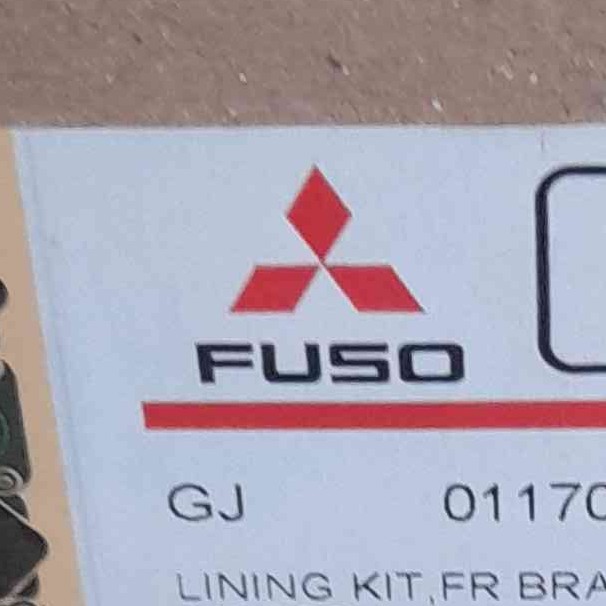 FUSO
GJ 01170
LINING KIT,FR BRA